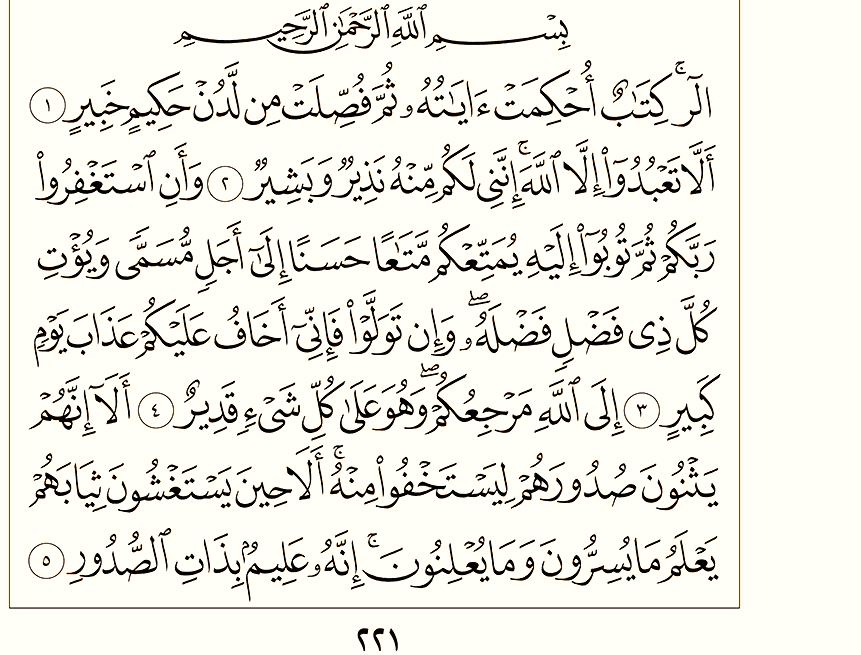 بِسْمِ ٱللَّهِ ٱلرَّحْمَٰنِ ٱلرَّحِيمِ
الٓرۚ كِتَٰبٌ أُحْكِمَتْ ءَايَٰتُهُۥ ثُمَّ فُصِّلَتْ مِن لَّدُنْ حَكِيمٍ خَبِيرٍ ١
أَلَّا تَعْبُدُوٓا۟ إِلَّا ٱللَّهَۚ إِنَّنِى لَكُم مِّنْهُ نَذِيرٌ وَبَشِيرٌ ٢ وَأَنِ ٱسْتَغْفِرُوا۟
رَبَّكُمْ ثُمَّ تُوبُوٓا۟ إِلَيْهِ يُمَتِّعْكُم مَّتَٰعًا حَسَنًا إِلَىٰٓ أَجَلٍ مُّسَمًّى وَيُؤْتِ
كُلَّ ذِى فَضْلٍ فَضْلَهُۥۖ وَإِن تَوَلَّوْا۟ فَإِنِّىٓ أَخَافُ عَلَيْكُمْ عَذَابَ يَوْمٍ
كَبِيرٍ ٣ إِلَى ٱللَّهِ مَرْجِعُكُمْۖ وَهُوَ عَلَىٰ كُلِّ شَىْءٍ قَدِيرٌ ٤ أَلَآ إِنَّهُمْ
يَثْنُونَ صُدُورَهُمْ لِيَسْتَخْفُوا۟ مِنْهُۚ أَلَا حِينَ يَسْتَغْشُونَ ثِيَابَهُمْ
يَعْلَمُ مَا يُسِرُّونَ وَمَا يُعْلِنُونَۚ إِنَّهُۥ عَلِيمٌۢ بِذَاتِ ٱلصُّدُورِ ٥
٢٢١